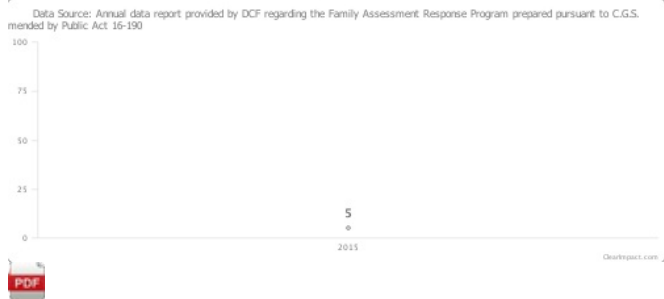 Data Source: Annual data report provided by DCF regarding the Family Assessment Response Program prepared pursuant to C.G.S.
mended by Public Act 16-190
100
75
50
25
5
0
2015
ClearImpact.com
PDF